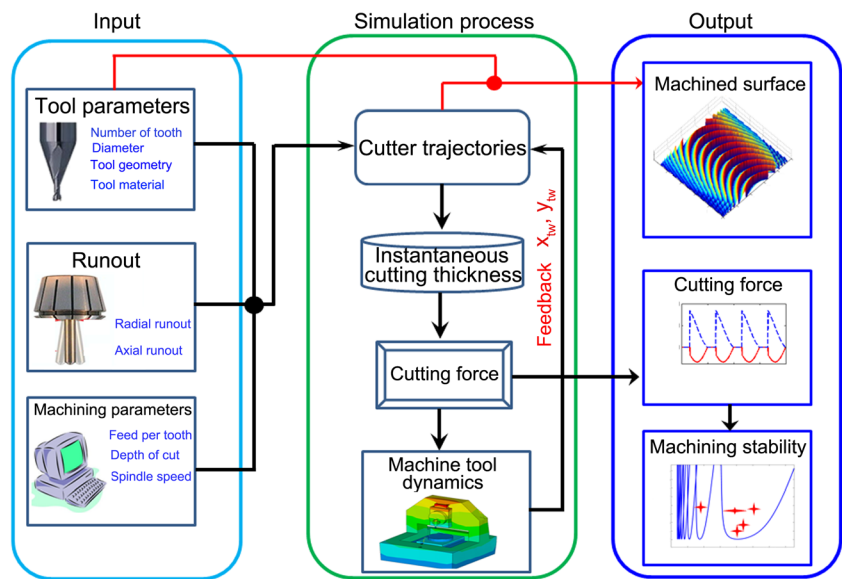 Input
Simulation process
Output
Tool parameters
Number of tooth
Diameter
Tool geometry
Tool material
Runout
Radial runout
Axial runout
Machining parameters
Feed per tooth
Depth of cut
Spindle speed
Cutter trajectories
Instantaneous
cutting thickness
Cutting force
Machine tool
dynamics
Feedback x_tw, y_tw
Machined surface
Cutting force
Machining stability